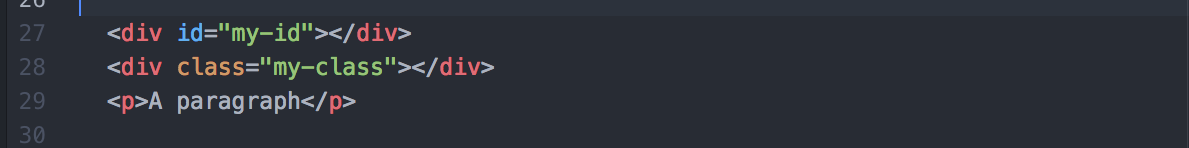 26
27 <div id="my-id"></div>
28 <div class="my-class"></div>
29 <p>A paragraph</p>
30